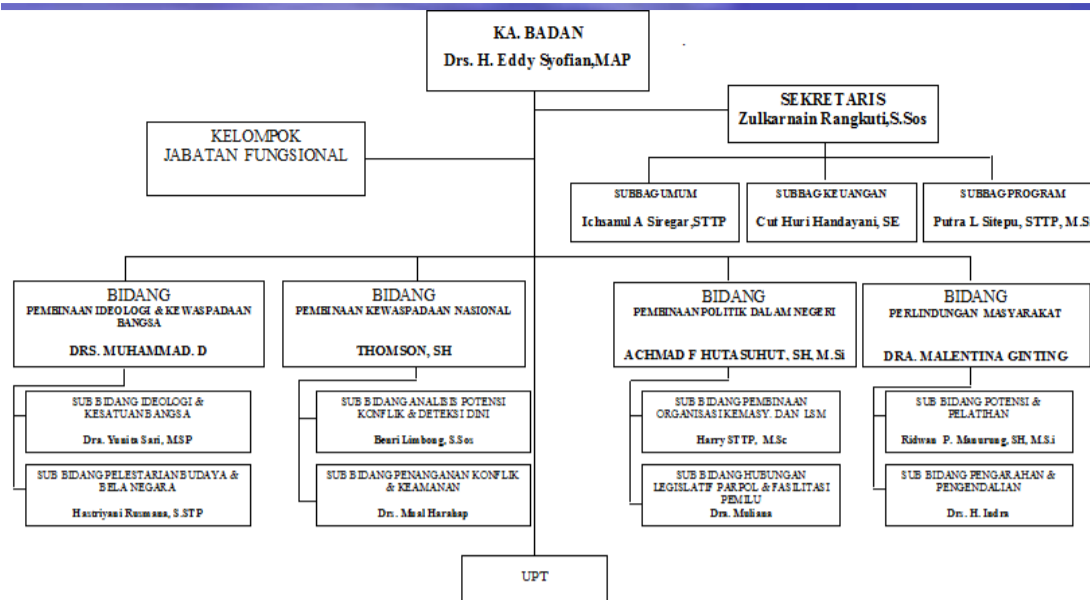 KA. BADAN
Drs. H. Eddy Syofian,MAP
SEKRETARIS
Zulkarnain Rangkuti,S.Sos
KELOMPOK
JABATAN FUNGSIONAL
SUBBAG UMUM
Ichsanul A Siregar,STTP
SUBBAG KEUANGAN
Cut Huri Handayani, SE
SUBBAG PROGRAM
Putra L Sitepu, STTP, M.S
BIDANG
PEMBINAAN IDEOLOGI & KEWASPADAAN
BANGSA
DRS. MUHAMMAD. D
BIDANG
PEMBINAAN KEWASPADAAN NASIONAL
THOMSON, SH
BIDANG
PEMBINAAN POLITIK DALAM NEGERI
ACHMAD F HUTASUHUT, SH, M.Si
BIDANG
PERLINDUNGAN MASYARAKAT
DRA. MALENTINA GINTING
SUB BIDANG IDEOLOGI &
KESATUAN BANGSA
Dra. Yunita Sari, MSP
SUB BIDANG ANALISIS POTENSI
KONFLIK & DETEKSI DINI
Benri Limbong, S.Sos
SUB BIDANG PEMBINAAN
ORGANISASI KEMASY. DAN LSM
Harry STTP, M.Sc
SUB BIDANG POTENSI &
PELATIHAN
Ridwan P. Manurung, SH, M.S.i
SUB BIDANG PELESTARIAN BUDAYA &
BELA NEGARA
Hastriyani Rusmana, S.STP
SUB BIDANG PENANGANAN KONFLIK
& KEAMANAN
Drs. Harahap
SUB BIDANG HUBUNGAN
LEGISLATIF PARPOL & FASILITASI
PEMILU
Dra. Muliana
SUB BIDANG PENGARAHAN &
PENGENDALIAN
Drs. H. Indra
UPT